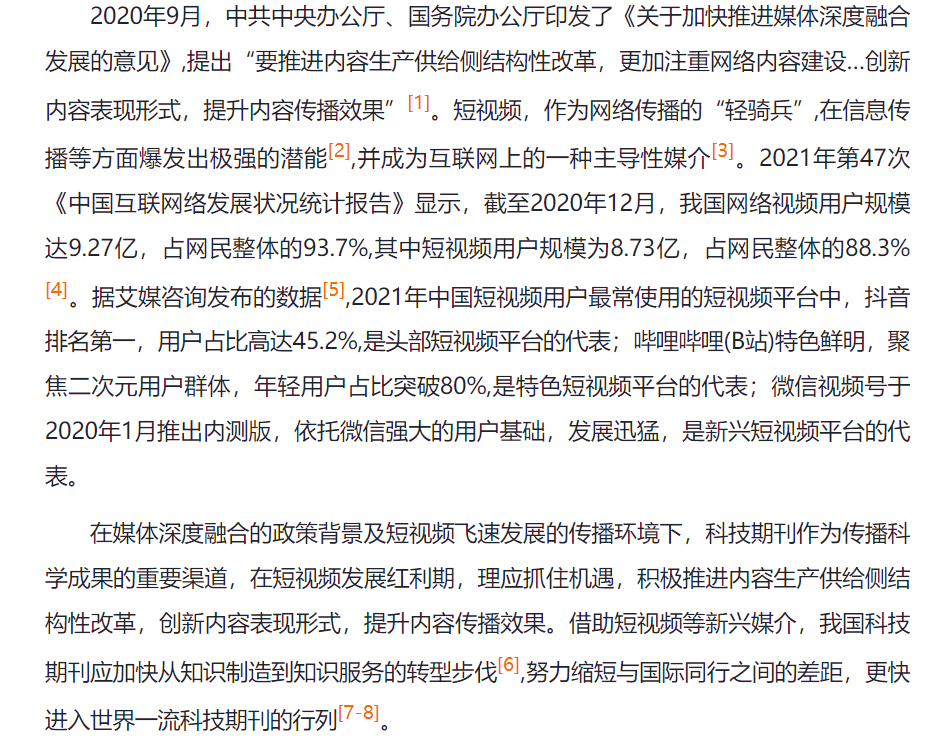 2020年9月，中共中央办公厅、国务院办公厅印发了《关于加快推进媒体深度融合
发展的意见》,提出“要推进内容生产供给侧结构性改革，更加注重网络内容建设…创新
内容表现形式，提升内容传播效果”[1]。短视频，作为网络传播的“轻骑兵”,在信息传
播等方面爆发出极强的潜能[2],并成为互联网上的一种主导性媒介[3]。2021年第47次
《中国互联网络发展状况统计报告》显示，截至2020年12月，我国网络视频用户规模
达9.27亿，占网民整体的93.7%,其中短视频用户规模为8.73亿，占网民整体的88.3%
[4]。据艾媒咨询发布的数据[5],2021年中国短视频用户最常使用的短视频平台中，抖音
排名第一，用户占比高达45.2%,是头部短视频平台的代表；哔哩哔哩(B站)特色鲜明，聚
焦二次元用户群体，年轻用户占比突破80%,是特色短视频平台的代表；微信视频号于
2020年1月推出内测版，依托微信强大的用户基础，发展迅猛，是新兴短视频平台的代
表。
在媒体深度融合的政策背景及短视频飞速发展的传播环境下，科技期刊作为传播科
学成果的重要渠道，在短视频发展红利期，理应抓住机遇，积极推进内容生产供给侧结
构性改革，创新内容表现形式，提升内容传播效果。借助短视频等新兴媒介，我国科技
期刊应加快从知识制造到知识服务的转型步伐[6],努力缩短与国际同行之间的差距，更快
进入世界一流科技期刊的行列[7-8]。